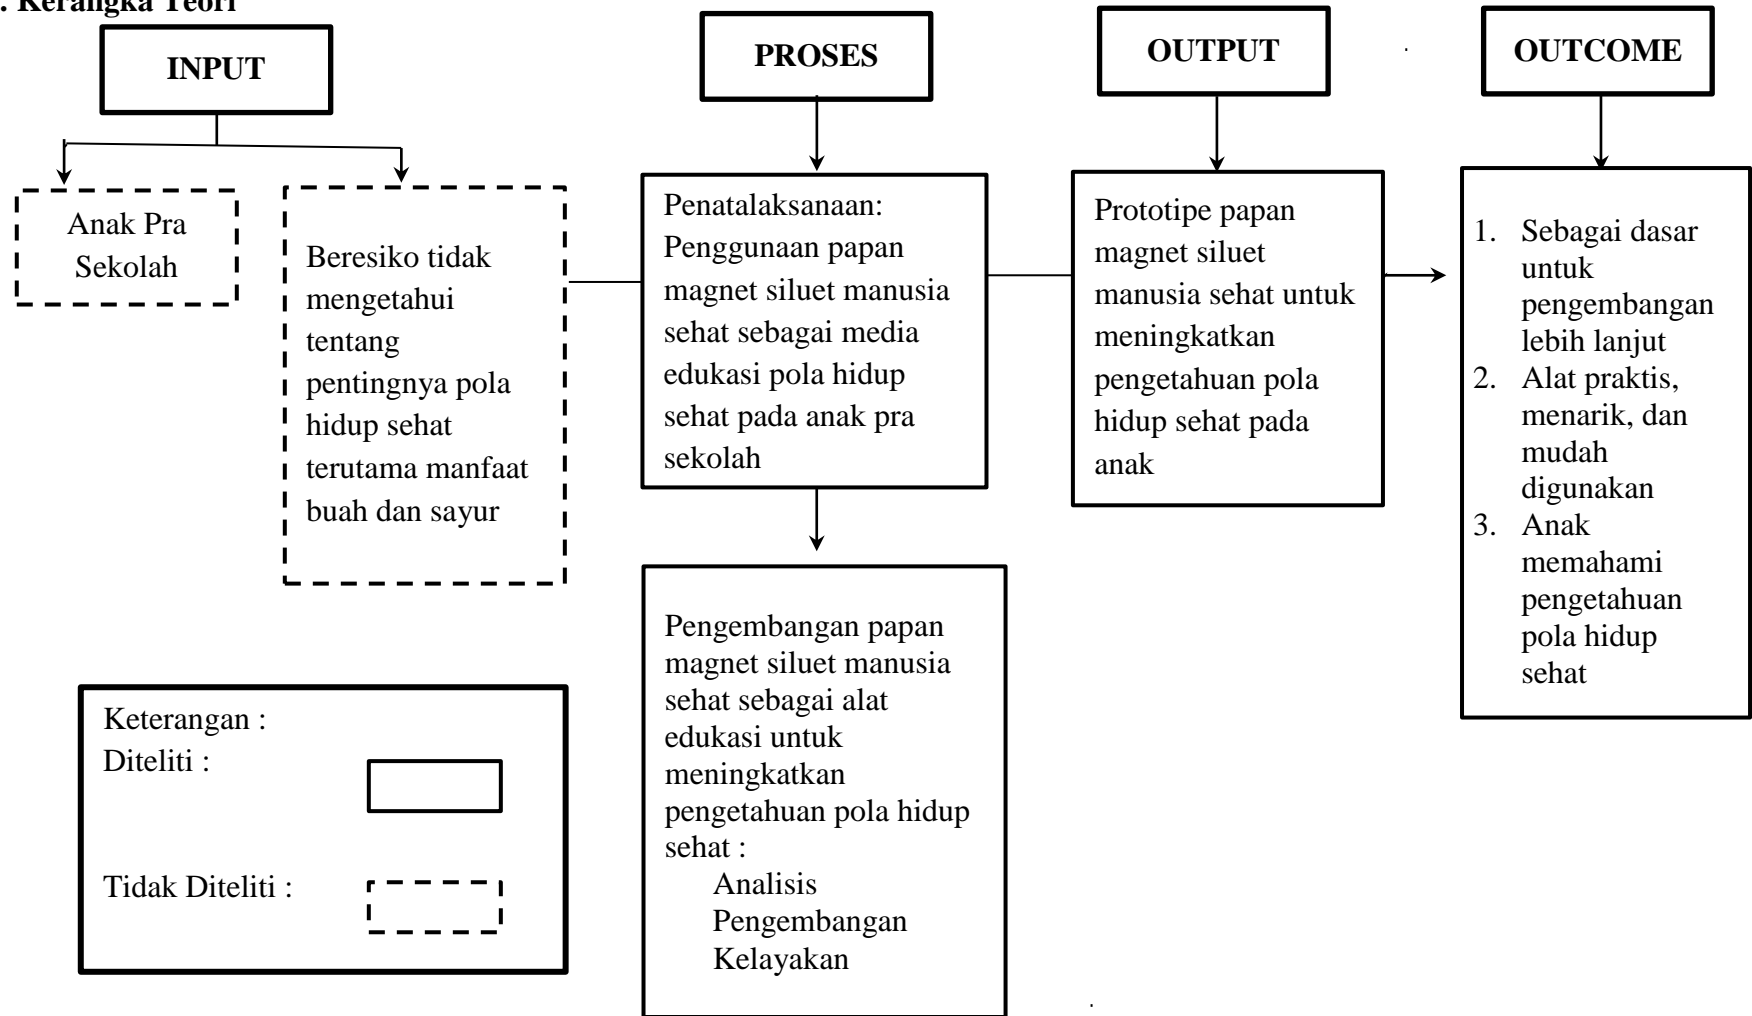 . Kerangka Teori
INPUT
PROSES
OUTPUT
OUTCOME
Anak Pra
Sekolah
Beresiko tidak
mengetahui
tentang
pentingnya pola
hidup sehat
terutama manfaat
buah dan sayur
Penatalaksanaan:
Penggunaan papan
magnet siluet manusia
sehat sebagai media
edukasi pola hidup
sehat pada anak pra
sekolah
Prototipe papan
magnet siluet
manusia sehat untuk
meningkatkan
pengetahuan pola
hidup sehat pada
anak
1. Sebagai dasar
untuk
pengembangan
lebih lanjut
2. Alat praktis,
menarik, dan
mudah
digunakan
3. Anak
memahami
pengetahuan
pola hidup
sehat
Pengembangan papan
magnet siluet manusia
sehat sebagai alat
edukasi untuk
meningkatkan
pengetahuan pola hidup
sehat :
Analisis
Pengembangan
Kelayakan
Keterangan :
Diteliti :
Tidak Diteliti :